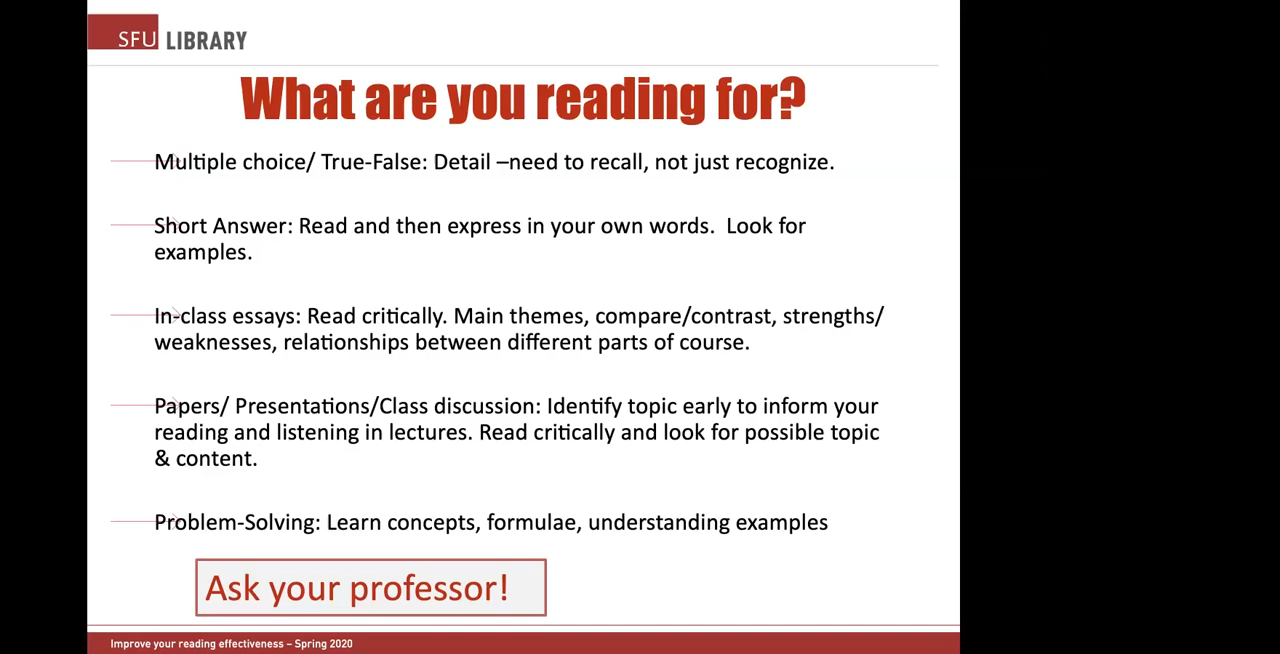 SFU LIBRARY
What are you reading for?
Multiple choice/ True-False: Detail –need to recall, not just recognize.
Short Answer: Read and then express in your own words.  Look for
examples.
In-class essays: Read critically. Main themes, compare/contrast, strengths/
weaknesses, relationships between different parts of course.
Papers/ Presentations/Class discussion: Identify topic early to inform your
reading and listening in lectures. Read critically and look for possible topic
& content.
Problem-Solving: Learn concepts, formulae, understanding examples
Ask your professor!
Improve your reading effectiveness – Spring 2020